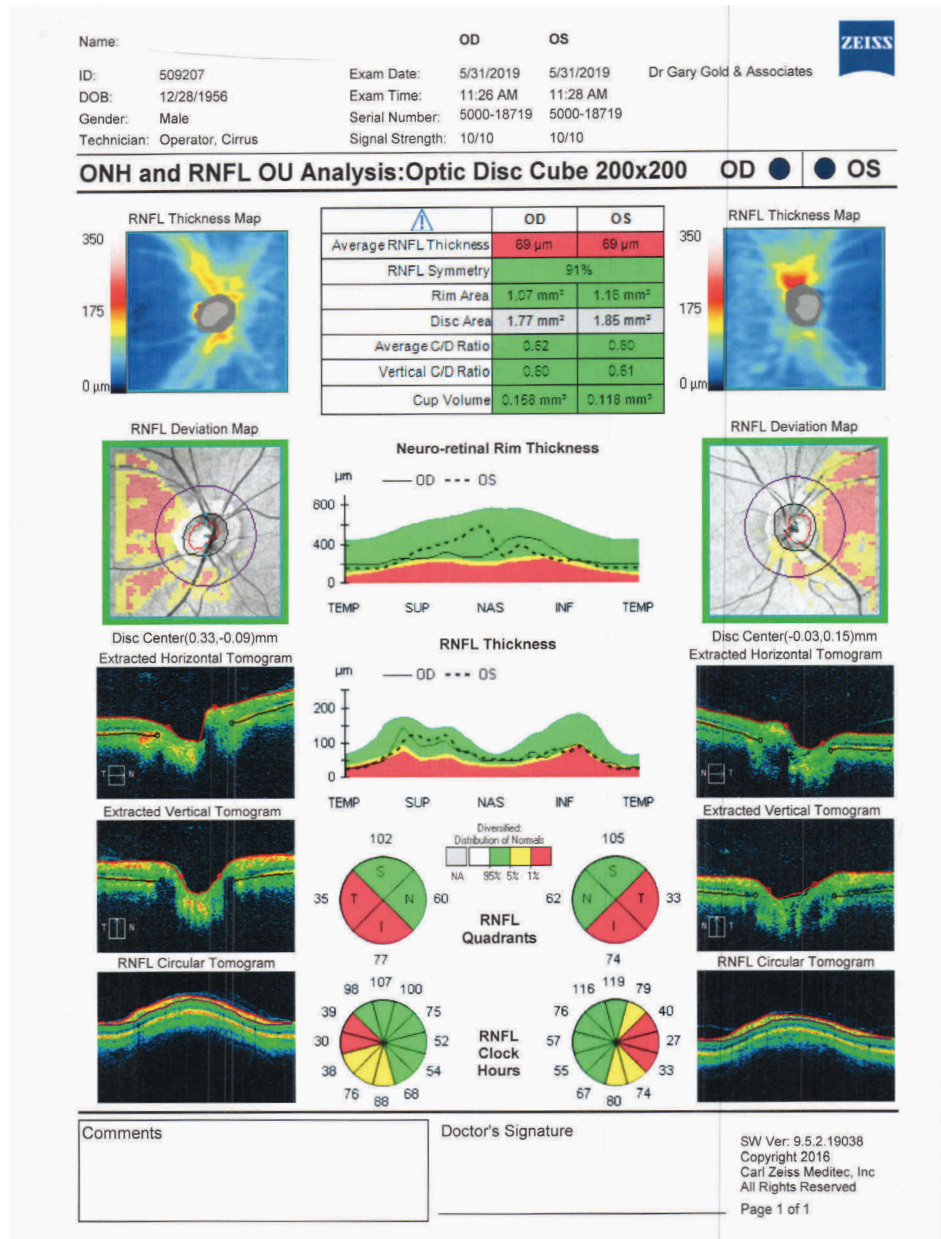 Name:
OD OS
ZEISS
ID: 509207 Exam Date: 5/31/2019 5/31/2019 Dr Gary Gold & Associates
DOB: 12/28/1956 Exam Time: 11:26 AM 11:28 AM
Gender: Male Serial Number: 5000-18719 5000-18719
Technician: Operator, Cirrus Signal Strength: 10/10 10/10
ONH and RNFL OU Analysis:Optic Disc Cube 200x200 OD OS
RNFL Thickness Map
350
175
0 µm
OD OS
Average RNFL Thickness 69 µm 69 µm
RNFL Symmetry 91%
Rim Area 1.07 mm² 1.16 mm²
Disc Area 1.77 mm² 1.85 mm²
Average C/D Ratio 0.62 0.60
Vertical C/D Ratio 0.60 0.61
Cup Volume 0.158 mm³ 0.118 mm³
RNFL Thickness Map
350
175
0 µm
RNFL Deviation Map
Disc Center(0.33,-0.09)mm
Neuro-retinal Rim Thickness
µm OD OS
800
400
0
TEMP SUP NAS INF TEMP
RNFL Deviation Map
Disc Center(-0.03,0.15)mm
Extracted Horizontal Tomogram
T N
RNFL Thickness
µm OD OS
200
100
0
TEMP SUP NAS INF TEMP
Extracted Horizontal Tomogram
N T
Extracted Vertical Tomogram
T N
Extracted Vertical Tomogram
N T
Diversified:
Distribution of Normals
NA 95% 5% 1%
102
S
35 T N 60
I
77
RNFL
Quadrants
105
S
62 N T 33
I
74
RNFL Circular Tomogram
RNFL Circular Tomogram
98 107 100
39 75
30 52
38 54
76 88 68
RNFL
Clock
Hours
116 119 79
76 40
57 27
55 33
67 80 74
Comments
Doctor's Signature
SW Ver: 9.5.2.19038
Copyright 2016
Carl Zeiss Meditec, Inc
All Rights Reserved
Page 1 of 1